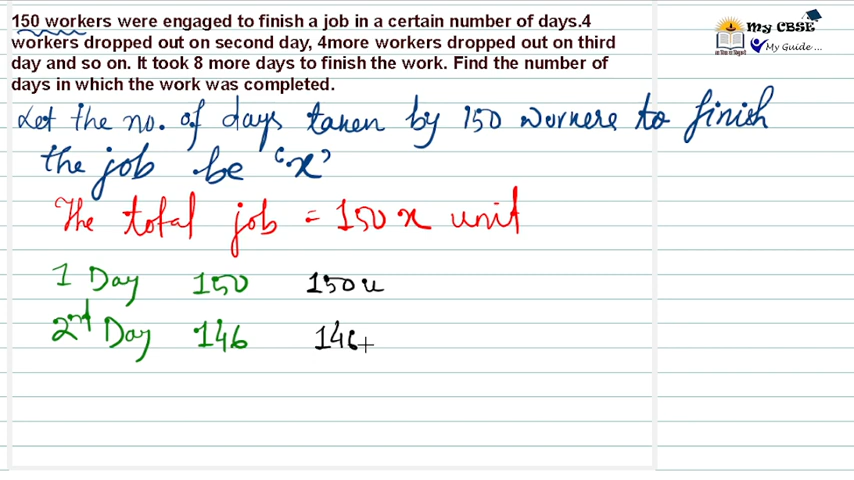 150 workers were engaged to finish a job in a certain number of days.4
workers dropped out on second day, 4more workers dropped out on third
day and so on. It took 8 more days to finish the work. Find the number of
days in which the work was completed.
My CBSE
My Guide ...
Let the no. of days taken by 150 workers to finish
the job be 'x'
The total job = 150 x unit
1 Day 150 150u
2nd Day 146 146